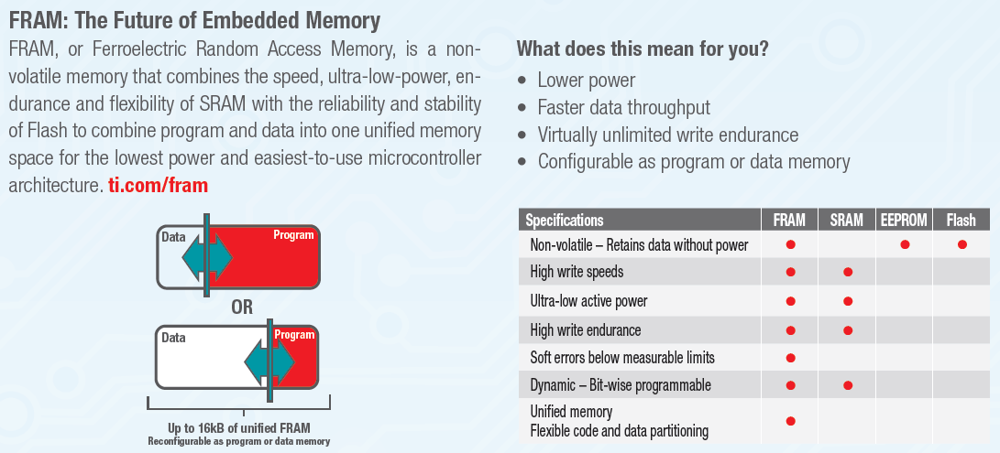 FRAM: The Future of Embedded Memory
FRAM, or Ferroelectric Random Access Memory, is a non-
volatile memory that combines the speed, ultra-low-power, en-
durance and flexibility of SRAM with the reliability and stability
of Flash to combine program and data into one unified memory
space for the lowest power and easiest-to-use microcontroller
architecture. ti.com/fram
Data Program
OR
Data Program
Up to 16kB of unified FRAM
Reconfigurable as program or data memory
What does this mean for you?
• Lower power
• Faster data throughput
• Virtually unlimited write endurance
• Configurable as program or data memory
Specifications FRAM SRAM EEPROM Flash
Non-volatile – Retains data without power ● ● ●
High write speeds ● ●
Ultra-low active power ● ●
High write endurance ● ●
Soft errors below measurable limits ●
Dynamic – Bit-wise programmable ● ●
Unified memory
Flexible code and data partitioning ●